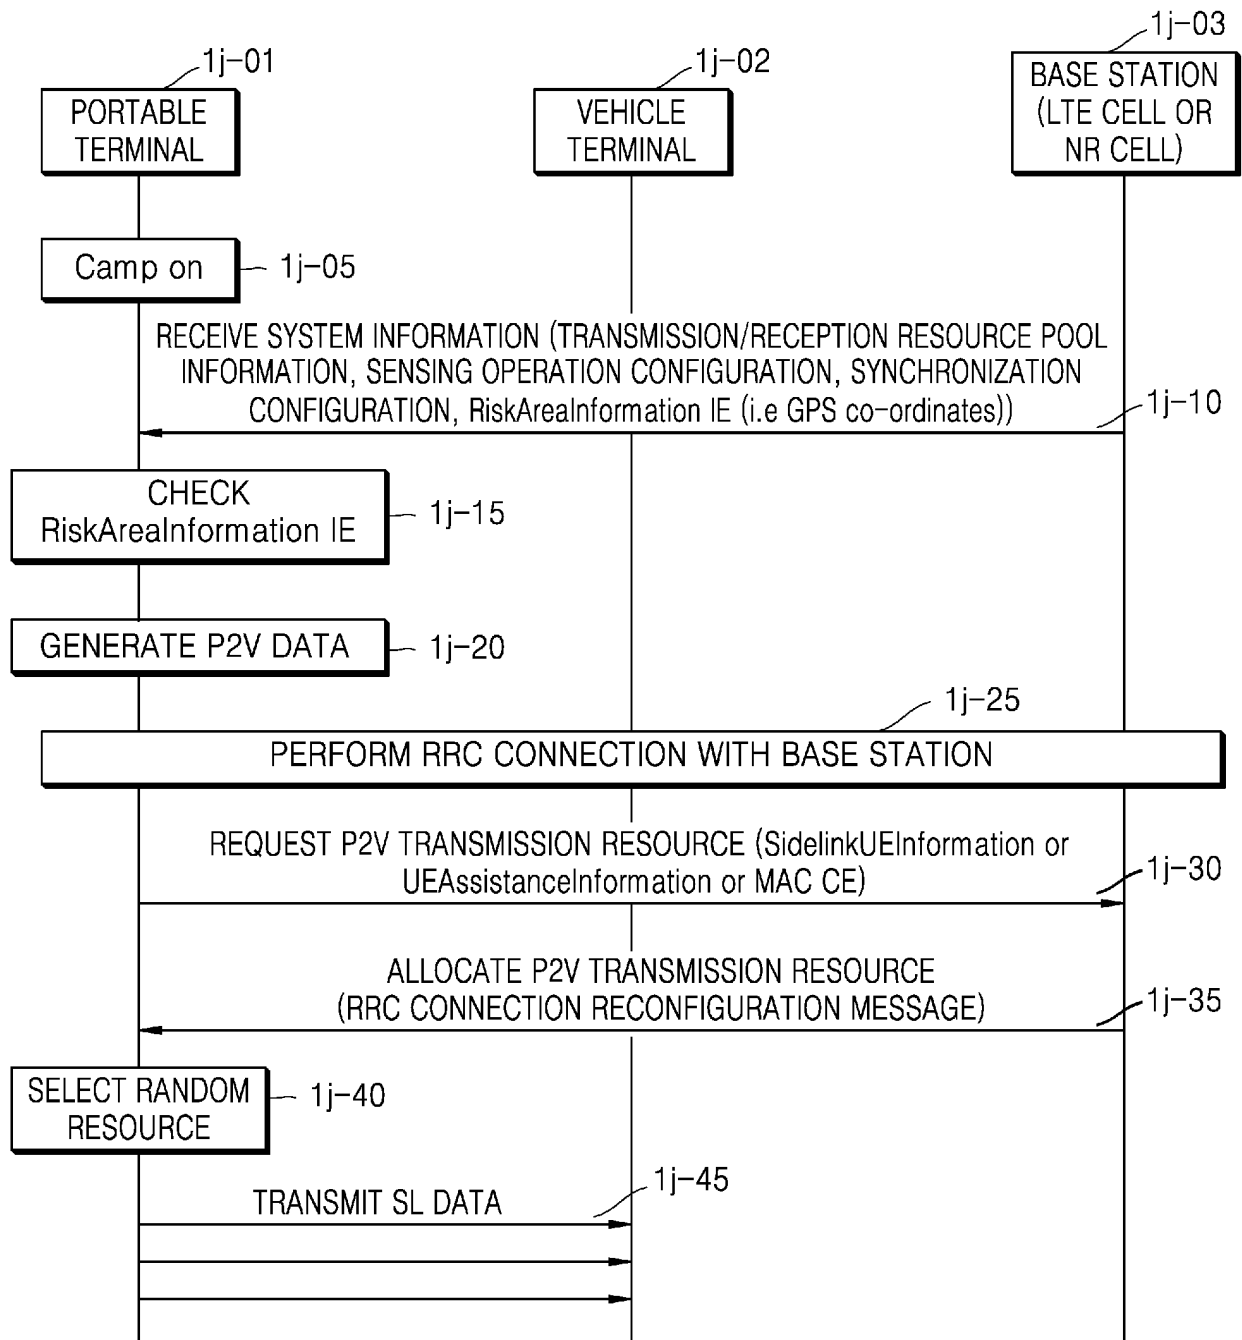 1j-01
1j-02
1j-03
PORTABLE
TERMINAL
VEHICLE
TERMINAL
BASE STATION
(LTE CELL OR
NR CELL)
Camp on
1j-05
RECEIVE SYSTEM INFORMATION (TRANSMISSION/RECEPTION RESOURCE POOL
INFORMATION, SENSING OPERATION CONFIGURATION, SYNCHRONIZATION
CONFIGURATION, RiskAreaInformation IE (i.e GPS co-ordinates))
1j-10
CHECK
RiskAreaInformation IE
1j-15
GENERATE P2V DATA
1j-20
1j-25
PERFORM RRC CONNECTION WITH BASE STATION
REQUEST P2V TRANSMISSION RESOURCE (SidelinkUEInformation or
UEAssistanceInformation or MAC CE)
1j-30
ALLOCATE P2V TRANSMISSION RESOURCE
(RRC CONNECTION RECONFIGURATION MESSAGE)
1j-35
SELECT RANDOM
RESOURCE
1j-40
TRANSMIT SL DATA
1j-45